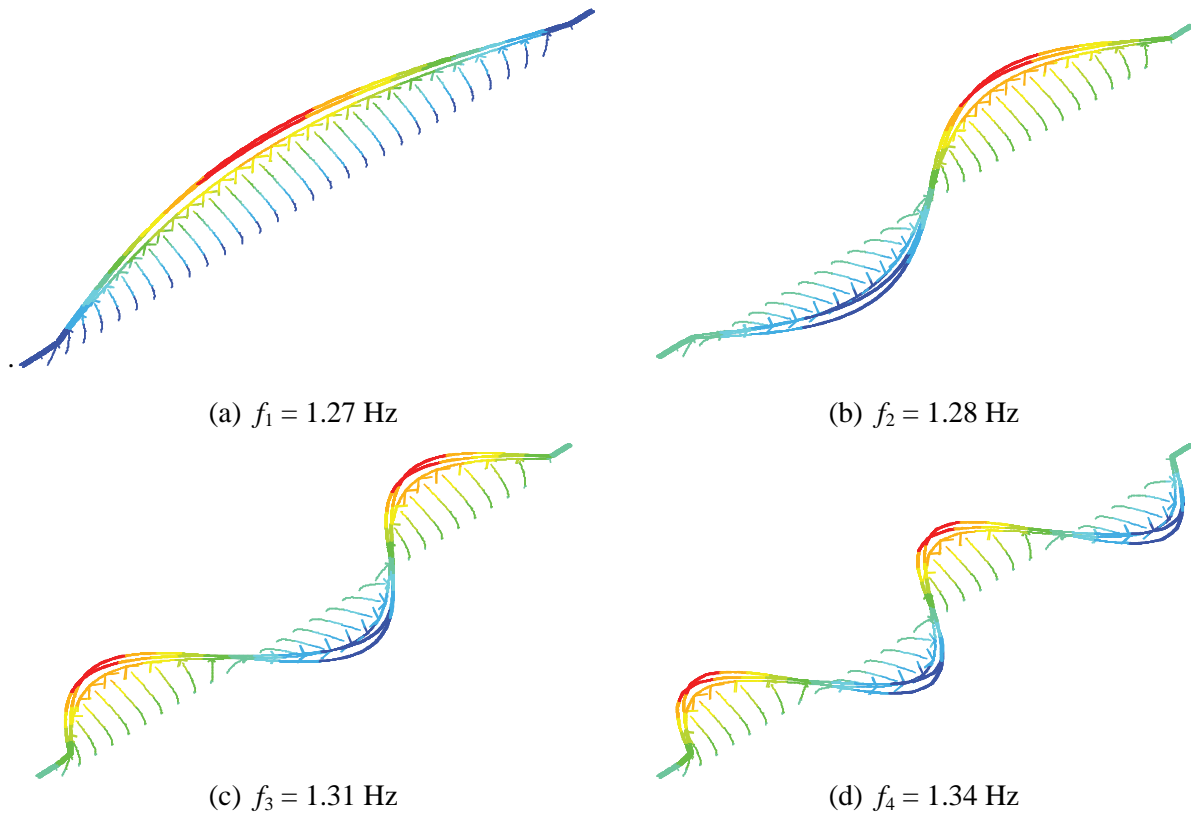 .
(a) f₁ = 1.27 Hz
(b) f₂ = 1.28 Hz
(c) f₃ = 1.31 Hz
(d) f₄ = 1.34 Hz